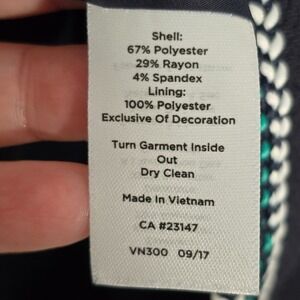 Shell:
67% Polyester
29% Rayon
4% Spandex
Lining:
100% Polyester
Exclusive Of Decoration
Turn Garment Inside
Out
Dry Clean
Made In Vietnam
CA #23147
VN300 09/17